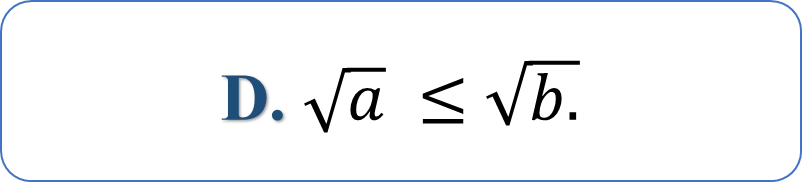 D. √a ≤ √b.